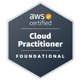 aws
certified
Cloud
Practitioner
FOUNDATIONAL